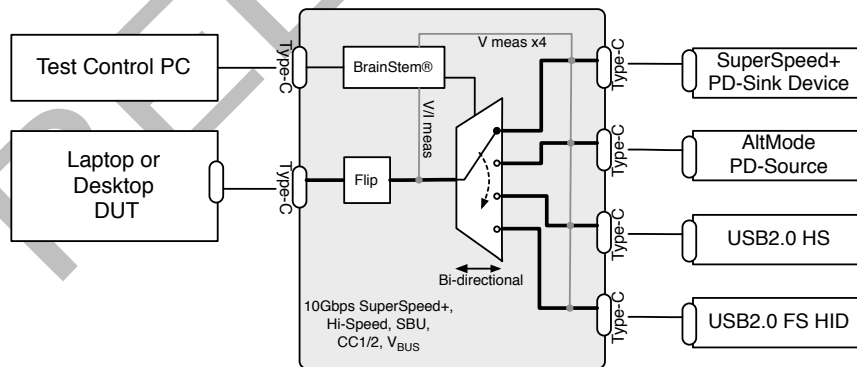 Test Control PC
Type-C
BrainStem®
V meas x4
Type-C
SuperSpeed+
PD-Sink Device
V/I meas
Laptop or
Desktop
DUT
Type-C
Flip
Type-C
AltMode
PD-Source
Type-C
USB2.0 HS
Bi-directional
10Gbps SuperSpeed+,
Hi-Speed, SBU,
CC1/2, VBUS
Type-C
USB2.0 FS HID